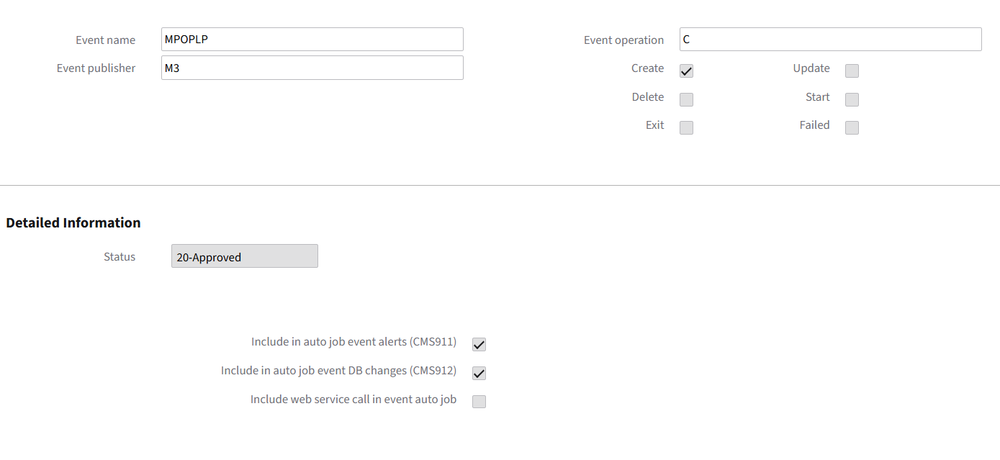 Event name MPOPLP Event operation C
Event publisher M3 Create Update
Delete Start
Exit Failed
Detailed Information
Status 20-Approved
Include in auto job event alerts (CMS911)
Include in auto job event DB changes (CMS912)
Include web service call in event auto job